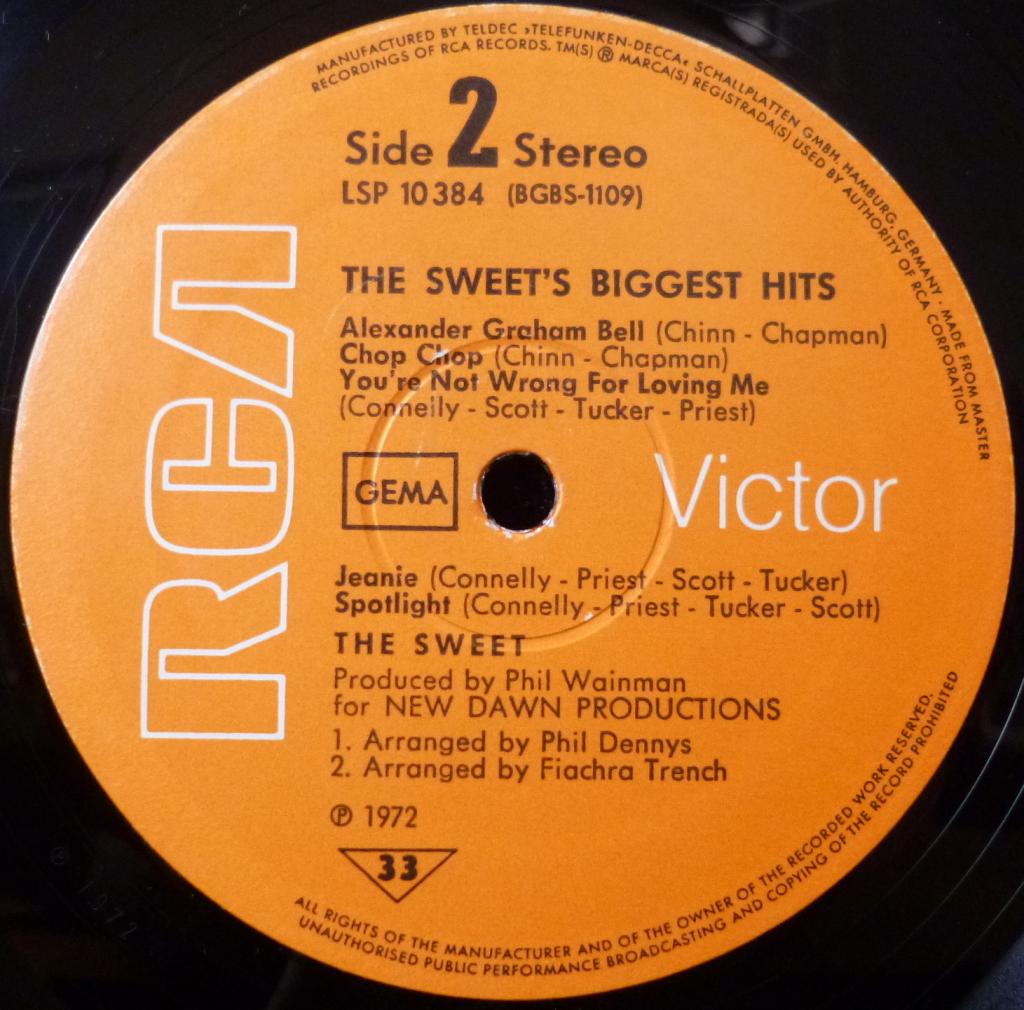 MANUFACTURED BY TELDEC »TELEFUNKEN-DECCA« SCHALLPLATTEN GMBH, HAMBURG, GERMANY · MADE FROM MASTER
RECORDINGS OF RCA RECORDS. TM(S) ® MARCA(S) REGISTRADA(S) USED BY AUTHORITY OF RCA CORPORATION
Side 2 Stereo
LSP 10384 (BGBS-1109)
RCA
THE SWEET'S BIGGEST HITS
Alexander Graham Bell (Chinn - Chapman)
Chop Chop (Chinn - Chapman)
You're Not Wrong For Loving Me
(Connelly - Scott - Tucker - Priest)
GEMA
Victor
Jeanie (Connelly - Priest - Scott - Tucker)
Spotlight (Connelly - Priest - Tucker - Scott)
THE SWEET
Produced by Phil Wainman
for NEW DAWN PRODUCTIONS
1. Arranged by Phil Dennys
2. Arranged by Fiachra Trench
℗ 1972
33
ALL RIGHTS OF THE MANUFACTURER AND OF THE OWNER OF THE RECORDED WORK RESERVED.
UNAUTHORISED PUBLIC PERFORMANCE BROADCASTING AND COPYING OF THE RECORD PROHIBITED